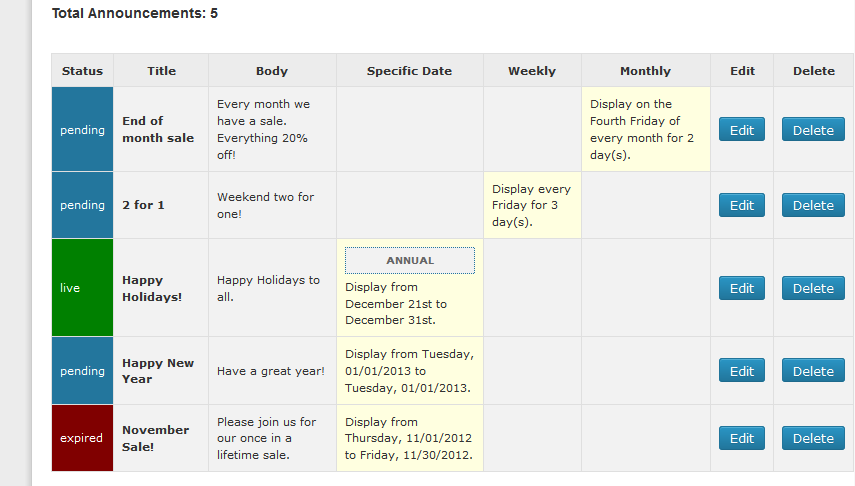 Total Announcements: 5
Status Title Body Specific Date Weekly Monthly Edit Delete
pending
End of
month sale
Every month we
have a sale.
Everything 20%
off!
Display on the
Fourth Friday of
every month for 2
day(s).
Edit
Delete
pending
2 for 1
Weekend two for
one!
Display every
Friday for 3
day(s).
Edit
Delete
live
Happy
Holidays!
Happy Holidays to
all.
ANNUAL
Display from
December 21st to
December 31st.
Edit
Delete
pending
Happy New
Year
Have a great year!
Display from Tuesday,
01/01/2013 to
Tuesday, 01/01/2013.
Edit
Delete
expired
November
Sale!
Please join us for
our once in a
lifetime sale.
Display from
Thursday, 11/01/2012
to Friday, 11/30/2012.
Edit
Delete